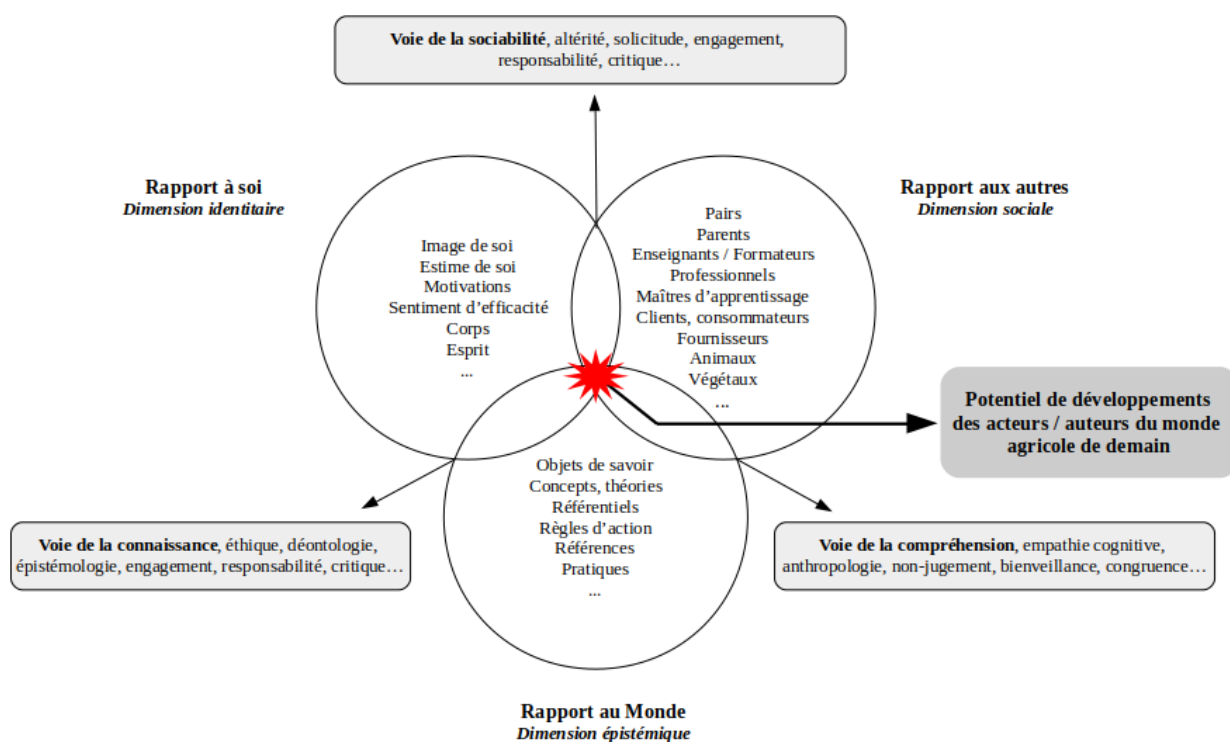 Voie de la sociabilité, altérité, solicitude, engagement,
responsabilité, critique…
Rapport à soi
Dimension identitaire
Rapport aux autres
Dimension sociale
Image de soi
Estime de soi
Motivations
Sentiment d’efficacité
Corps
Esprit
...
Pairs
Parents
Enseignants / Formateurs
Professionnels
Maîtres d’apprentissage
Clients, consommateurs
Fournisseurs
Animaux
Végétaux
...
Potentiel de développements
des acteurs / auteurs du monde
agricole de demain
Objets de savoir
Concepts, théories
Référentiels
Règles d’action
Références
Pratiques
...
Voie de la connaissance, éthique, déontologie,
épistémologie, engagement, responsabilité, critique…
Voie de la compréhension, empathie cognitive,
anthropologie, non-jugement, bienveillance, congruence…
Rapport au Monde
Dimension épistémique